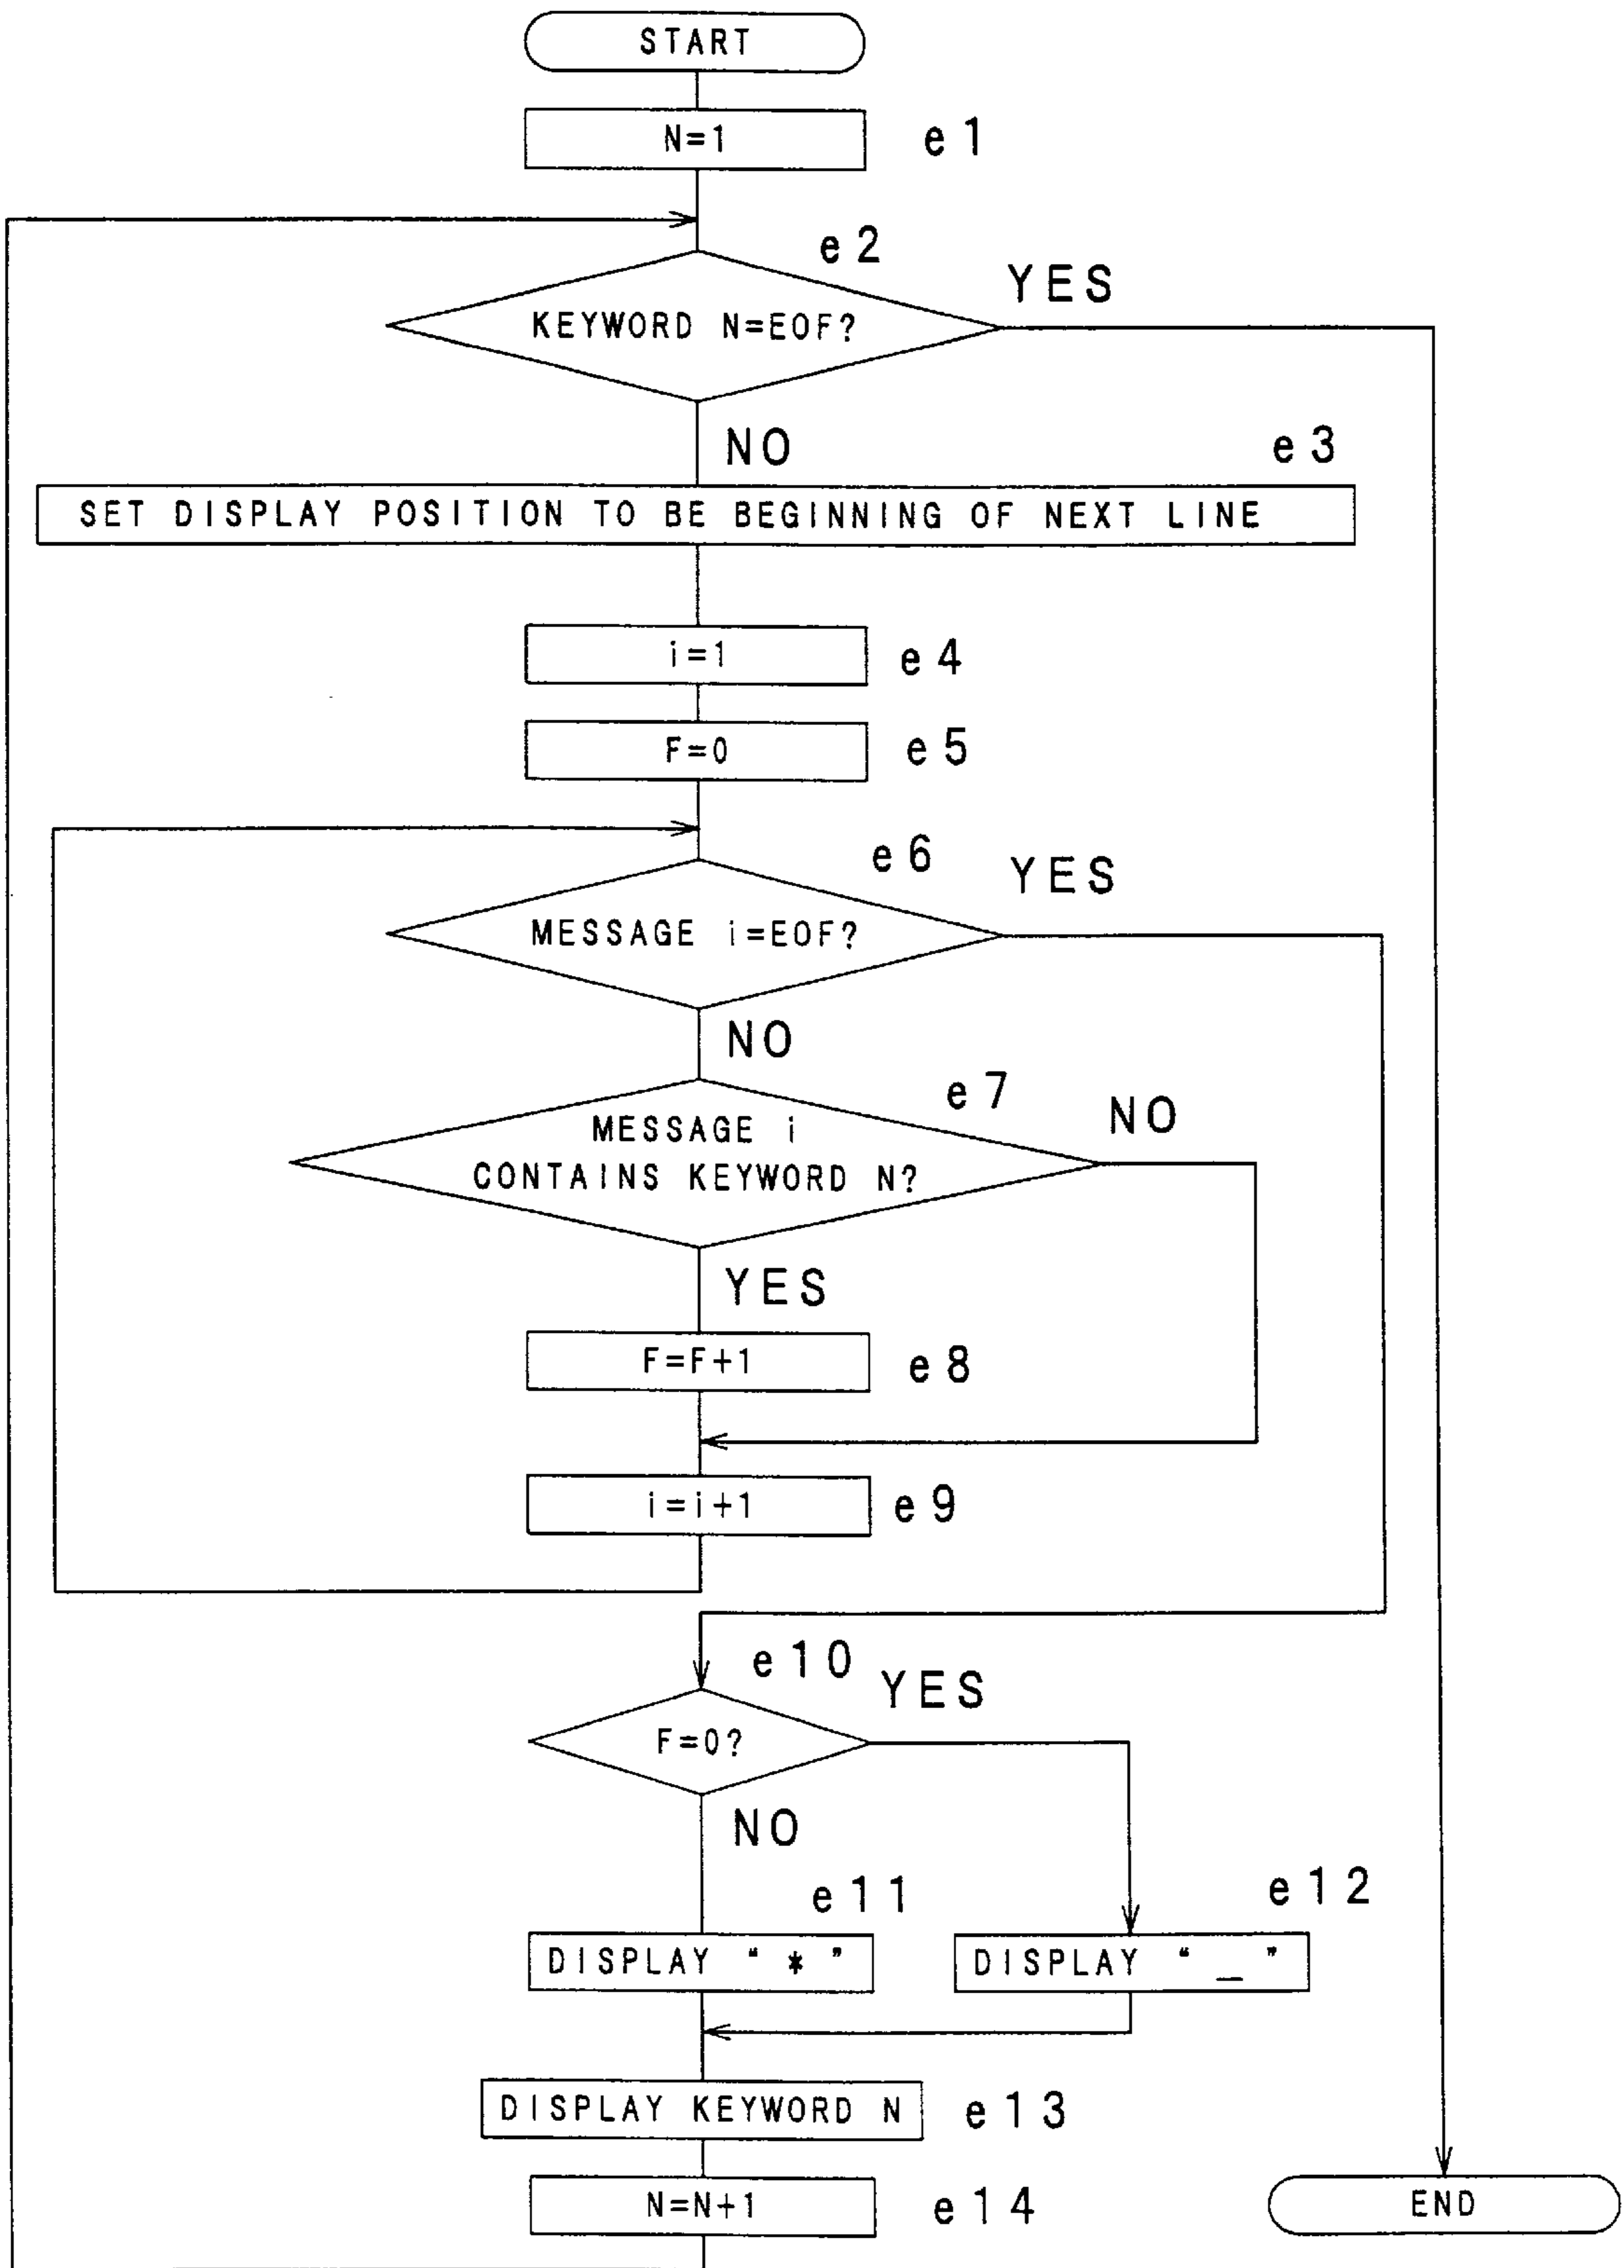 START
N=1 e1
e2
YES
KEYWORD N=EOF?
NO
e3
SET DISPLAY POSITION TO BE BEGINNING OF NEXT LINE
i=1 e4
F=0 e5
e6
YES
MESSAGE i=EOF?
NO
e7
NO
MESSAGE i
CONTAINS KEYWORD N?
YES
F=F+1 e8
i=i+1 e9
e10
YES
F=0?
NO
e11
e12
DISPLAY “ * ”
DISPLAY “ _ ”
DISPLAY KEYWORD N e13
N=N+1 e14
END